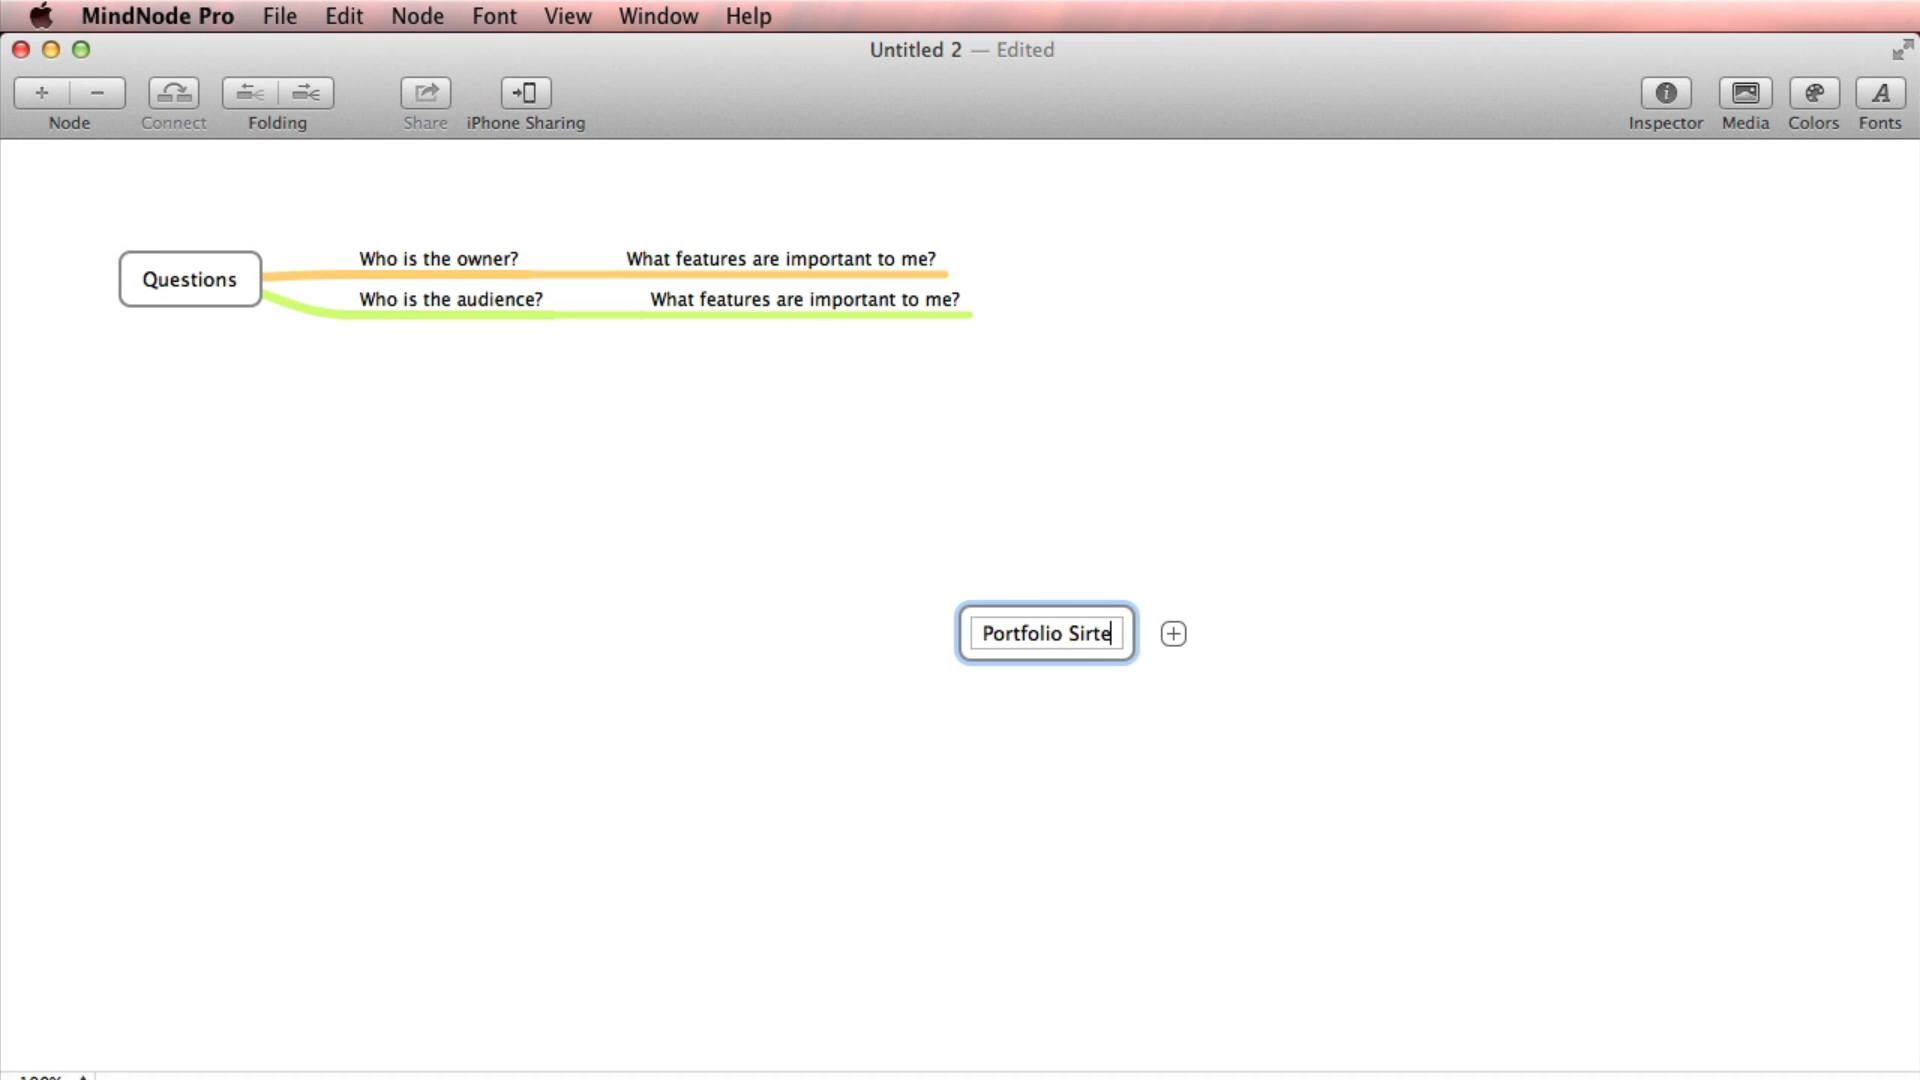 MindNode Pro File Edit Node Font View Window Help
Untitled 2 — Edited
+ −
Node Connect Folding Share iPhone Sharing Inspector Media Colors Fonts
Who is the owner? What features are important to me?
Questions
Who is the audience? What features are important to me?
Portfolio Sirte
100%